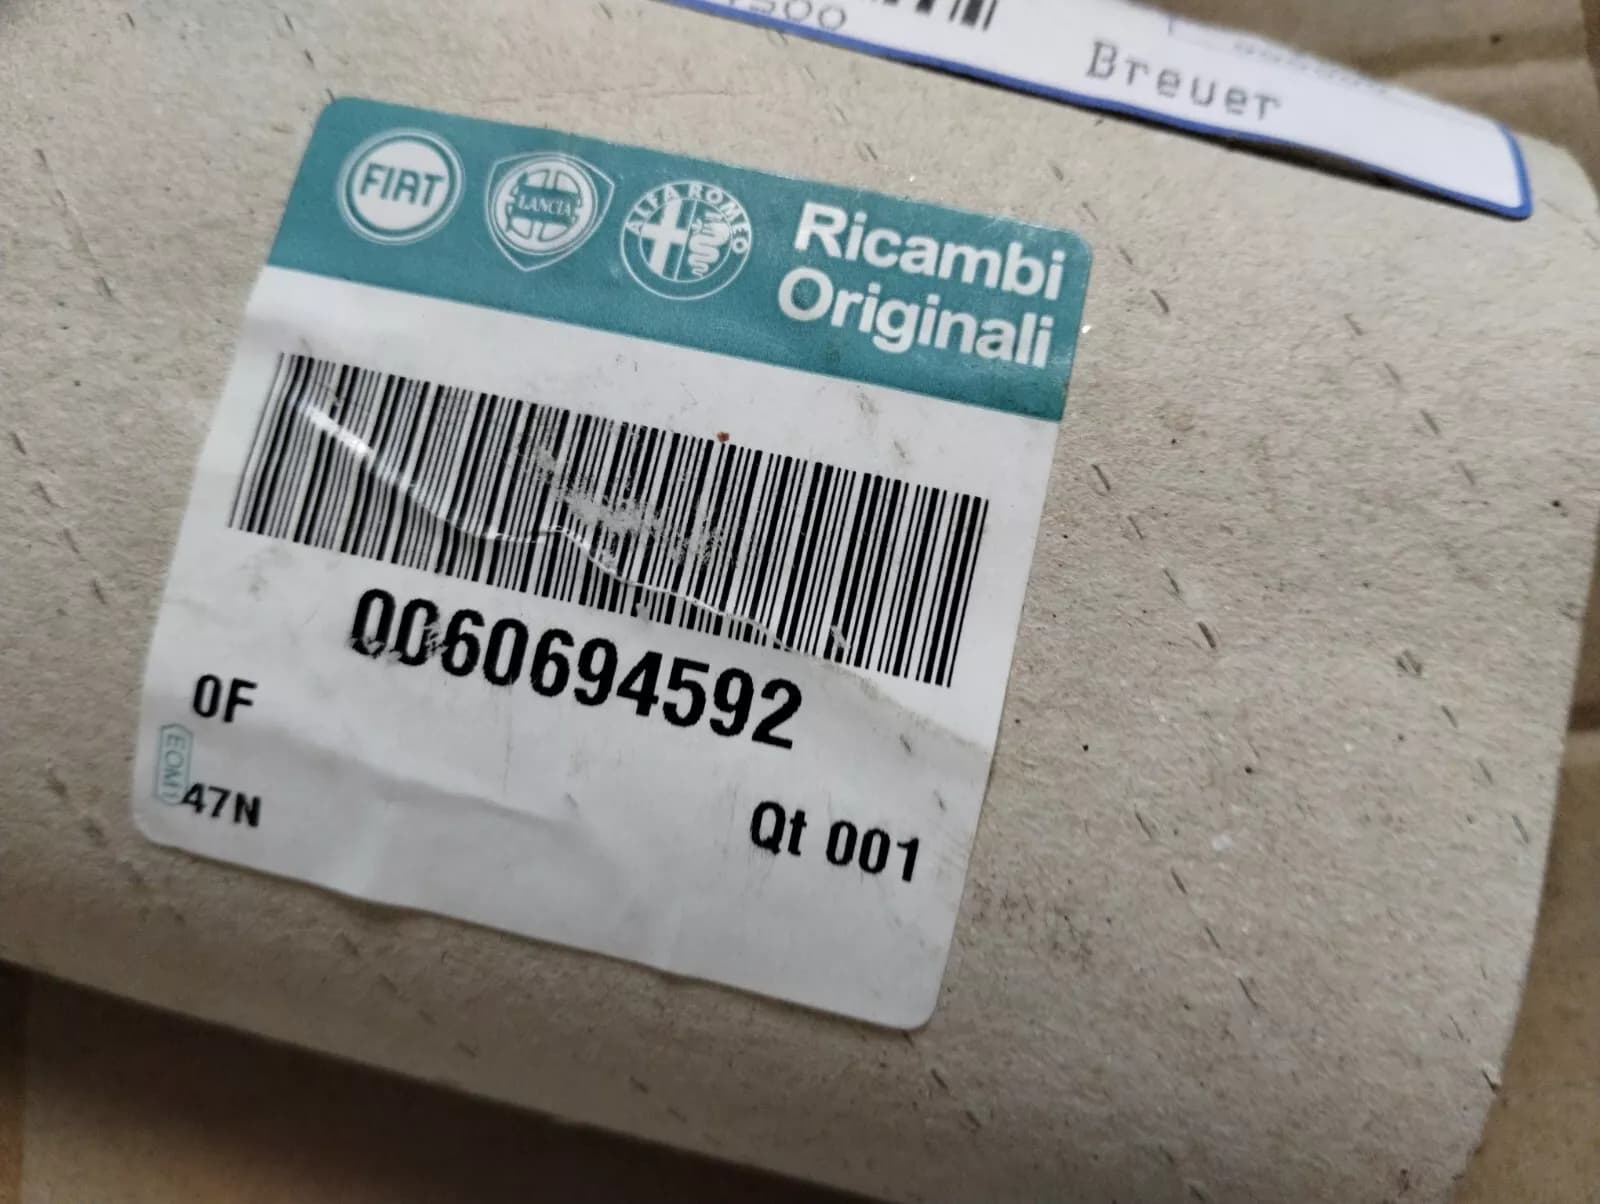 Breuer
FIAT
LANCIA
ALFA ROMEO
Ricambi
Originali
0060694592
0F
47N
Qt 001